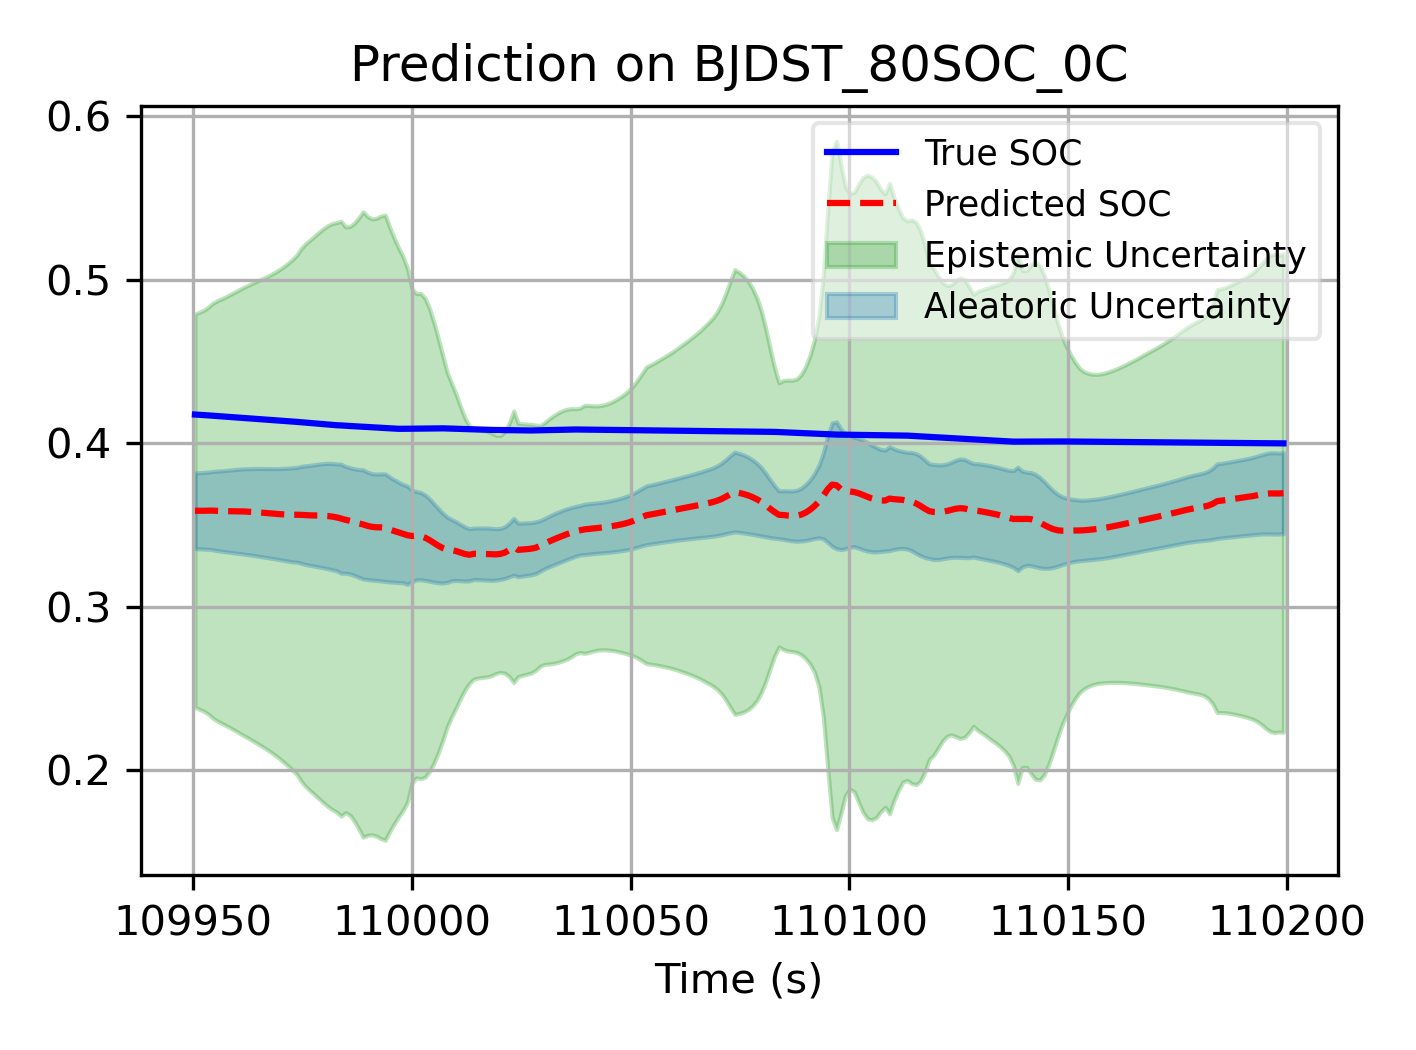 Prediction on BJDST_80SOC_0C
0.6
0.5
0.4
0.3
0.2
True SOC
Predicted SOC
Epistemic Uncertainty
Aleatoric Uncertainty
109950 110000 110050 110100 110150 110200
Time (s)